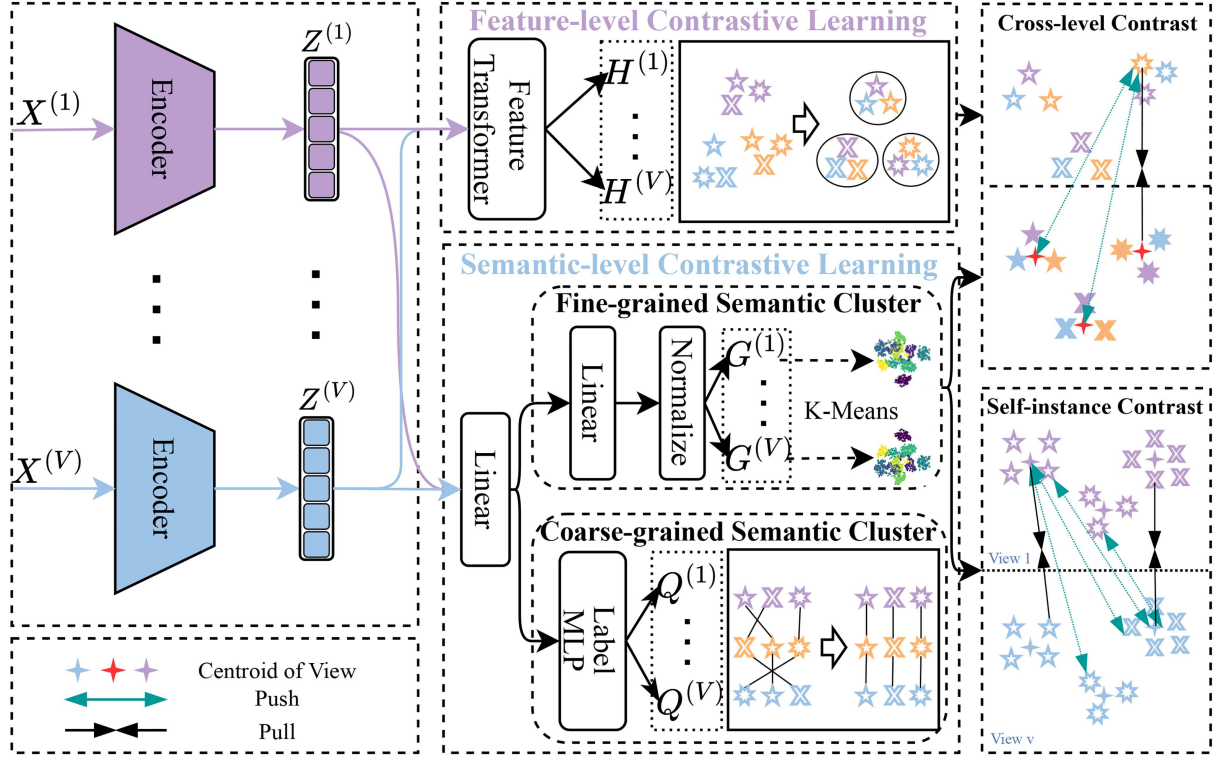 X^{(1)}
Encoder
Z^{(1)}
X^{(V)}
Encoder
Z^{(V)}
Centroid of View
Push
Pull
Feature-level Contrastive Learning
Feature
Transformer
H^{(1)}
H^{(V)}
Semantic-level Contrastive Learning
Linear
Fine-grained Semantic Cluster
Linear
Normalize
G^{(1)}
G^{(V)}
K-Means
Coarse-grained Semantic Cluster
Label
MLP
Q^{(1)}
Q^{(V)}
Cross-level Contrast
Self-instance Contrast
View 1
View v